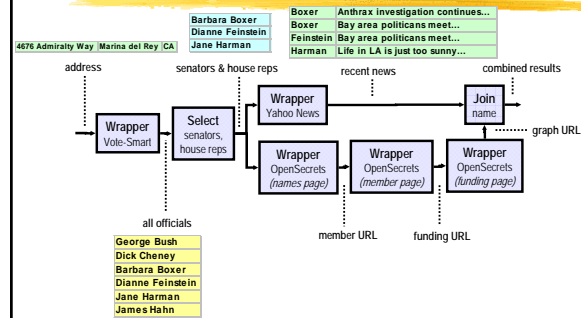 Barbara Boxer
Dianne Feinstein
Jane Harman
Boxer Anthrax investigation continues...
Boxer Bay area politicans meet...
Feinstein Bay area politicans meet...
Harman Life in LA is just too sunny...
4676 Admiralty Way Marina del Rey CA
address
senators & house reps
recent news
combined results
Wrapper
Vote-Smart
Select
senators,
house reps
Wrapper
Yahoo News
Join
name
graph URL
Wrapper
OpenSecrets
(names page)
Wrapper
OpenSecrets
(member page)
Wrapper
OpenSecrets
(funding page)
all officials
member URL
funding URL
George Bush
Dick Cheney
Barbara Boxer
Dianne Feinstein
Jane Harman
James Hahn